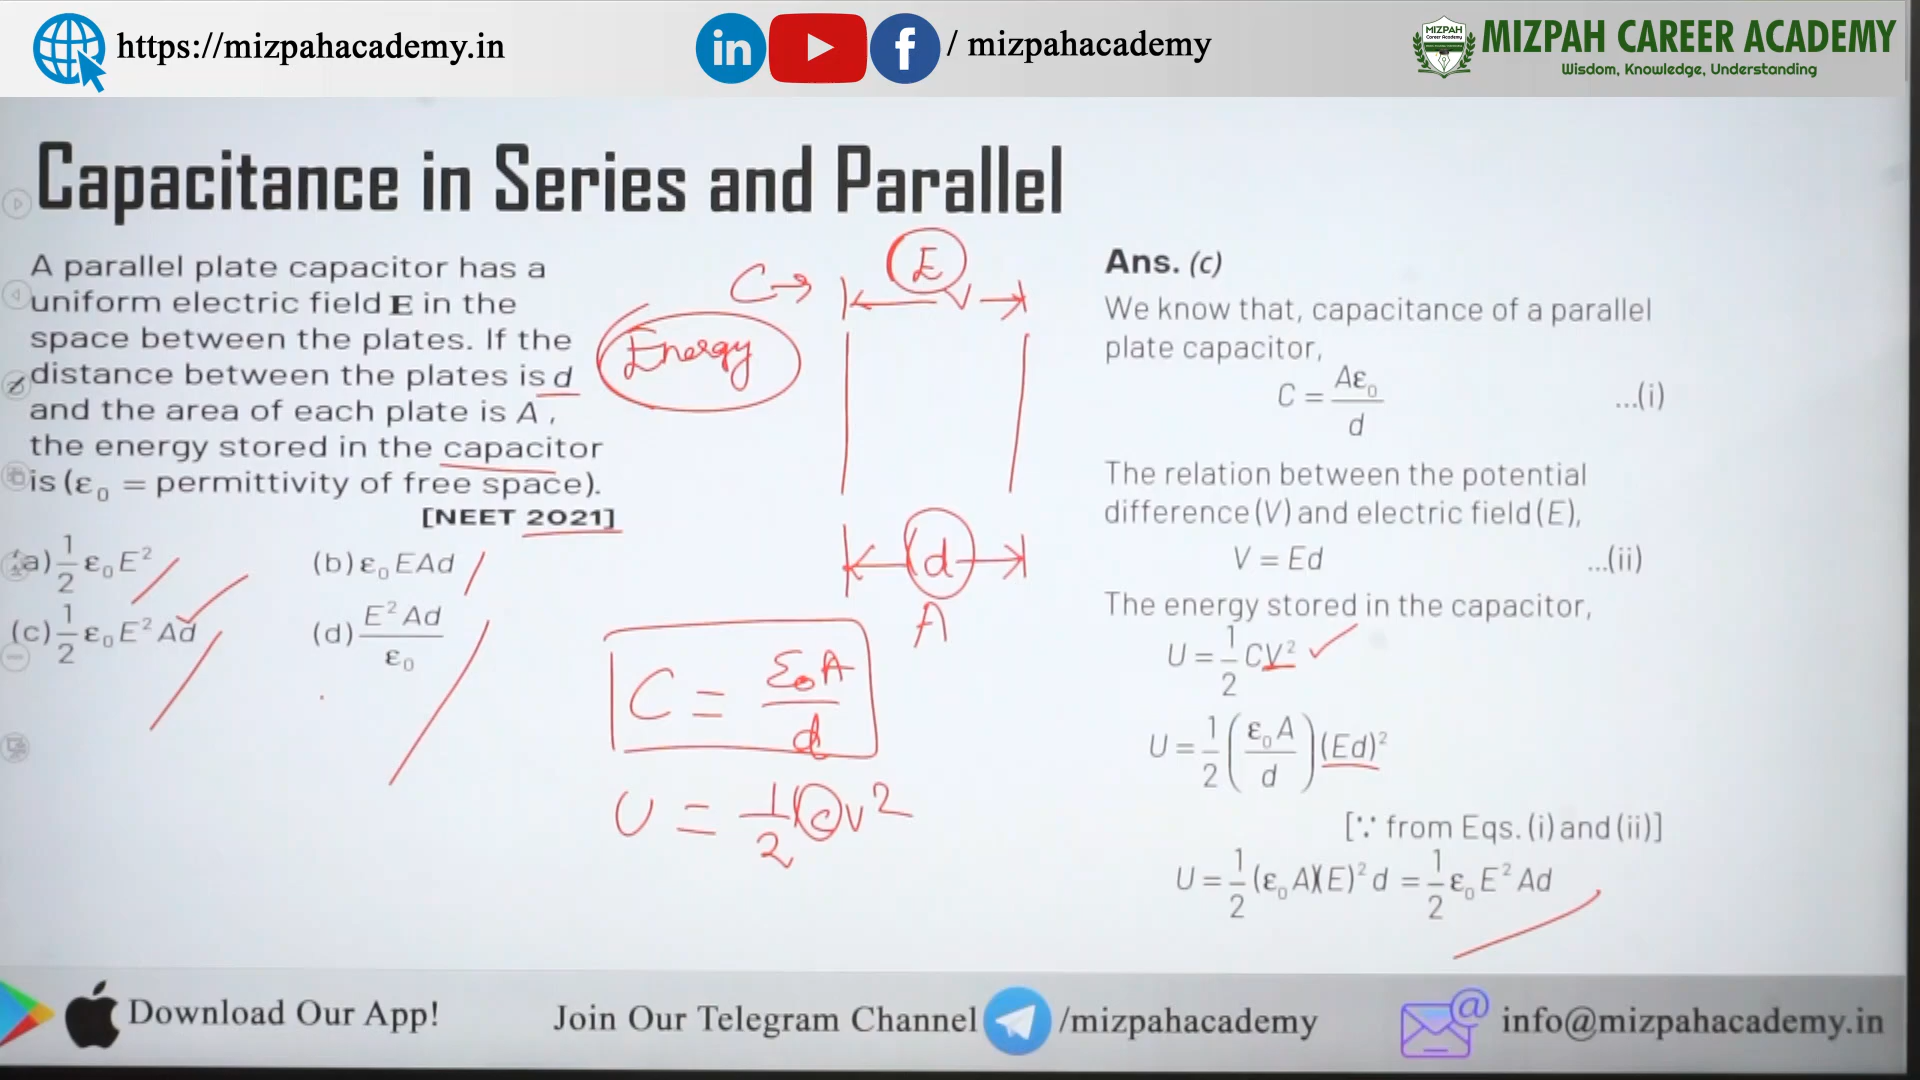 https://mizpahacademy.in
in
f
/ mizpahacademy
MIZPAH
Career Academy
MIZPAH CAREER ACADEMY
Wisdom, Knowledge, Understanding
Capacitance in Series and Parallel
A parallel plate capacitor has a
uniform electric field E in the
space between the plates. If the
distance between the plates is d
and the area of each plate is A,
the energy stored in the capacitor
is (ε₀ = permittivity of free space).
[NEET 2021]
(a) 1/2 ε₀E²
(b) ε₀EAd
(c) 1/2 ε₀E²Ad
(d) E²Ad/ε₀
C →
E
Energy
d
A
C = ε₀A/d
U = 1/2 CV²
Ans. (c)
We know that, capacitance of a parallel
plate capacitor,
C = Aε₀/d ...(i)
The relation between the potential
difference (V) and electric field (E),
V = Ed ...(ii)
The energy stored in the capacitor,
U = 1/2 CV²
U = 1/2 (ε₀A/d) (Ed)²
[∵ from Eqs. (i) and (ii)]
U = 1/2 (ε₀A)(E)²d = 1/2 ε₀E²Ad
Download Our App!
Join Our Telegram Channel
/mizpahacademy
@
info@mizpahacademy.in